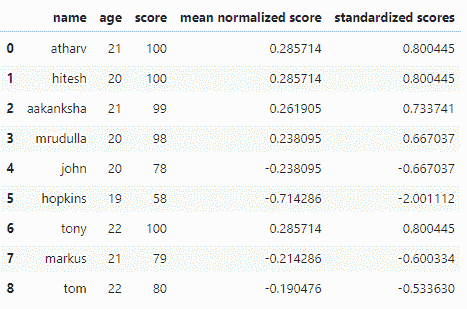 name age score mean normalized score standardized scores
0 atharv 21 100 0.285714 0.800445
1 hitesh 20 100 0.285714 0.800445
2 aakanksha 21 99 0.261905 0.733741
3 mrudulla 20 98 0.238095 0.667037
4 john 20 78 -0.238095 -0.667037
5 hopkins 19 58 -0.714286 -2.001112
6 tony 22 100 0.285714 0.800445
7 markus 21 79 -0.214286 -0.600334
8 tom 22 80 -0.190476 -0.533630